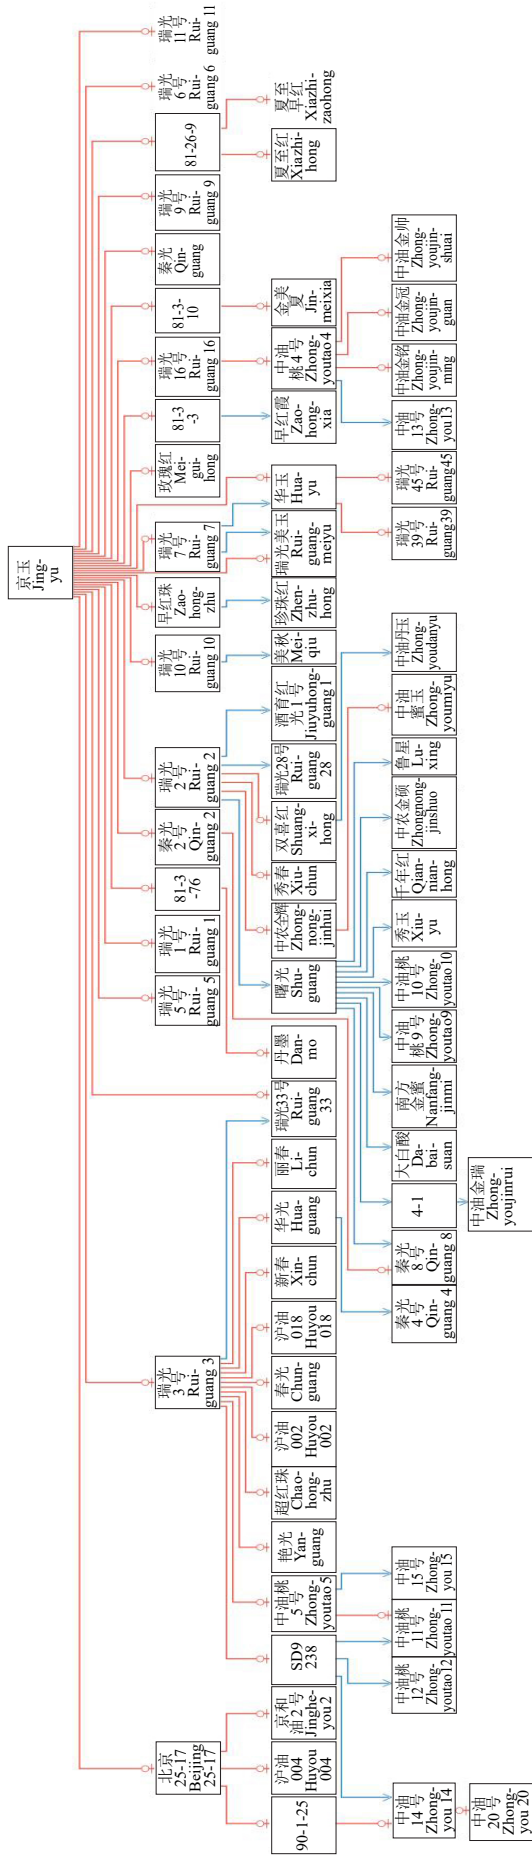 京玉
Jing-
yu
瑞光
11号
Rui-
guang 11
瑞光
6号
Rui-
guang 6
81-26-9
瑞光
9号
Rui-
guang 9
秦光
Qin-
guang
81-3-
10
瑞光
16号
Rui-
guang 16
81-3
-3
玫瑰红
Mei-
gui-
hong
瑞光
7号
Rui-
guang 7
早红珠
Zao-
hong-
zhu
瑞光
10号
Rui-
guang 10
瑞光
2号
Rui-
guang 2
秦光
2号
Qin-
guang 2
81-3
-76
瑞光
1号
Rui-
guang 1
瑞光
5号
Rui-
guang 5
瑞光
3号
Rui-
guang 3
北京
25-17
Beijing
25-17
夏至
早红
Xiazhi-
zaohong
夏至红
Xiazhi-
hong
金美
夏
Jin-
meixia
中油
桃4号
Zhong-
youtao4
早红霞
Zao-
hong-
xia
华玉
Hua-
yu
瑞光美玉
Rui-
guang-
meiyu
珍珠红
Zhen-
zhu-
hong
美秋
Mei-
qiu
酒育红
光1号
Jiuyuhong-
guang 1
瑞光28号
Rui-
guang
28
双喜红
Shuang-
xi-
hong
秀春
Xiu-
chun
中农金辉
Zhong-
nong-
jinhui
曙光
Shu-
guang
丹墨
Dan-
mo
瑞光33号
Rui-
guang
33
丽春
Li-
chun
华光
Hua-
guang
新春
Xin-
chun
沪油
018
Huyou
018
春光
Chun-
guang
沪油
002
Huyou
002
超红珠
Chao-
hong-
zhu
艳光
Yan-
guang
中油桃
5号
Zhong-
youtao 5
SD9
238
京和
油2号
Jinghe-
you2
沪油
004
Huyou
004
90-1-25
中油金帅
Zhong-
youjin-
shuai
中油金冠
Zhong-
youjin-
guan
中油金铭
Zhong-
youjin-
ming
中油
13号
Zhong-
you13
瑞光
45号
Rui-
guang45
瑞光
39号
Rui-
guang39
中油丹玉
Zhong-
youdanyu
中油
蜜玉
Zhong-
youmiyu
鲁星
Lu-
xing
中农金硕
Zhongnong-
jinshuo
千年红
Qian-
nian-
hong
秀玉
Xiu-
yu
中油桃
10号
Zhong-
youtao 10
中油
桃9号
Zhong-
youtao9
南方
金蜜
Nanfang-
jinmi
大白酸
Da-
bai-
suan
4-1
秦光
8号
Qin-
guang 8
秦光
4号
Qin-
guang 4
中油
15号
Zhong-
you 15
中油桃
11号
Zhong-
youtao 11
中油桃
12号
Zhong-
youtao12
中油
14号
Zhong-
you 14
中油金瑞
Zhong-
youjinrui
中油
20号
Zhong-
you 20